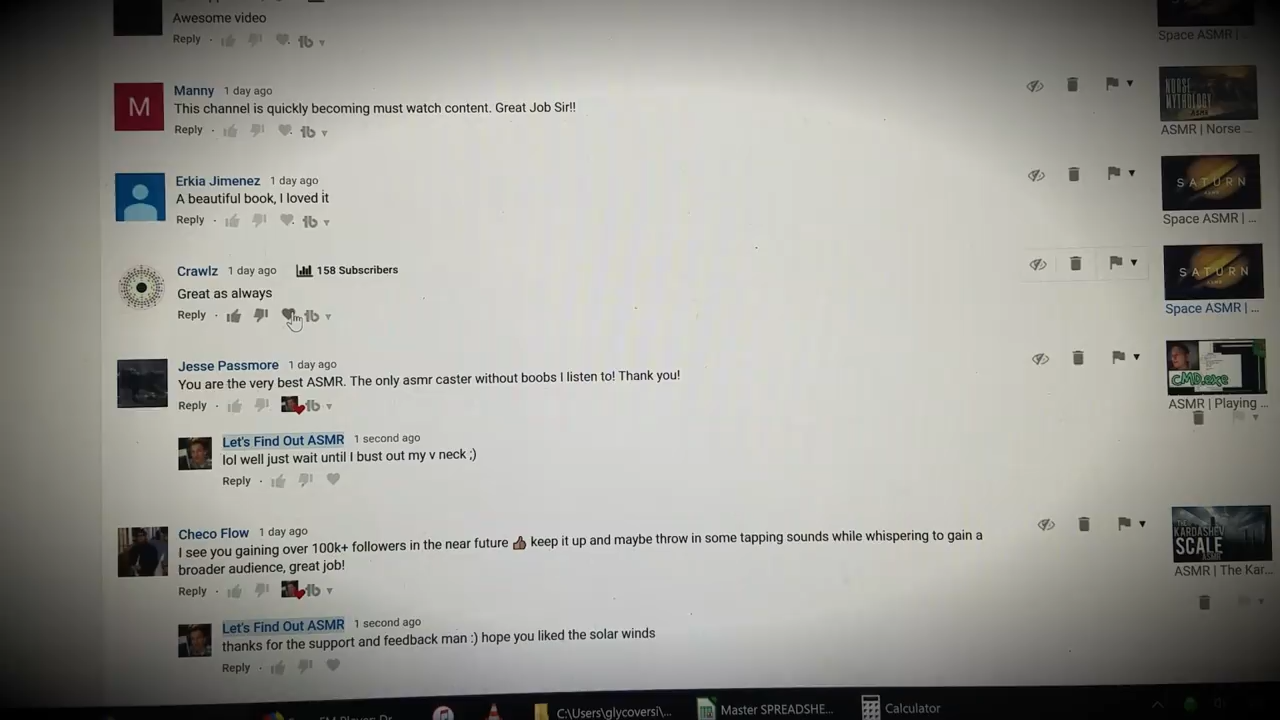 Awesome video
Reply
Space ASMR | ...
Manny 1 day ago
This channel is quickly becoming must watch content. Great Job Sir!!
Reply
M
NORSE
MYTHOLOGY
ASMR
ASMR | Norse ...
Erkia Jimenez 1 day ago
A beautiful book, I loved it
Reply
SATURN
Space ASMR | ...
Crawlz 1 day ago 158 Subscribers
Great as always
Reply
SATURN
Space ASMR | ...
Jesse Passmore 1 day ago
You are the very best ASMR. The only asmr caster without boobs I listen to! Thank you!
Reply
CMD.exe
ASMR | Playing ...
Let's Find Out ASMR 1 second ago
lol well just wait until I bust out my v neck ;)
Reply
Checo Flow 1 day ago
I see you gaining over 100k+ followers in the near future 👍🏾 keep it up and maybe throw in some tapping sounds while whispering to gain a
broader audience, great job!
Reply
THE
KARDASHEV
SCALE
ASMR
ASMR | The Kar...
Let's Find Out ASMR 1 second ago
thanks for the support and feedback man :) hope you liked the solar winds
Reply
C:\Users\glycoversi\... Master SPREADSHE... Calculator